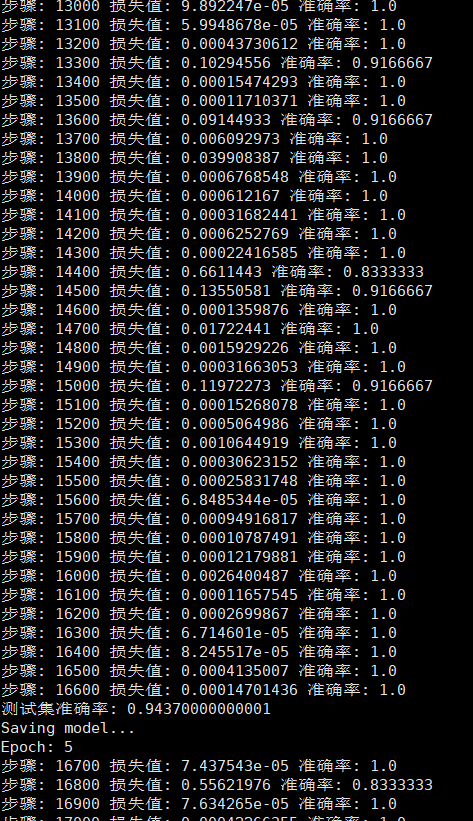 步骤: 13000 损失值: 9.892247e-05 准确率: 1.0
步骤: 13100 损失值: 5.9948678e-05 准确率: 1.0
步骤: 13200 损失值: 0.00043730612 准确率: 1.0
步骤: 13300 损失值: 0.10294556 准确率: 0.9166667
步骤: 13400 损失值: 0.00015474293 准确率: 1.0
步骤: 13500 损失值: 0.00011710371 准确率: 1.0
步骤: 13600 损失值: 0.09144933 准确率: 0.9166667
步骤: 13700 损失值: 0.006092973 准确率: 1.0
步骤: 13800 损失值: 0.039908387 准确率: 1.0
步骤: 13900 损失值: 0.0006768548 准确率: 1.0
步骤: 14000 损失值: 0.000612167 准确率: 1.0
步骤: 14100 损失值: 0.00031682441 准确率: 1.0
步骤: 14200 损失值: 0.0006252769 准确率: 1.0
步骤: 14300 损失值: 0.00022416585 准确率: 1.0
步骤: 14400 损失值: 0.6611443 准确率: 0.8333333
步骤: 14500 损失值: 0.13550581 准确率: 0.9166667
步骤: 14600 损失值: 0.0001359876 准确率: 1.0
步骤: 14700 损失值: 0.01722441 准确率: 1.0
步骤: 14800 损失值: 0.0015929226 准确率: 1.0
步骤: 14900 损失值: 0.00031663053 准确率: 1.0
步骤: 15000 损失值: 0.11972273 准确率: 0.9166667
步骤: 15100 损失值: 0.00015268078 准确率: 1.0
步骤: 15200 损失值: 0.0005064986 准确率: 1.0
步骤: 15300 损失值: 0.0010644919 准确率: 1.0
步骤: 15400 损失值: 0.00030623152 准确率: 1.0
步骤: 15500 损失值: 0.00025831748 准确率: 1.0
步骤: 15600 损失值: 6.8485344e-05 准确率: 1.0
步骤: 15700 损失值: 0.00094916817 准确率: 1.0
步骤: 15800 损失值: 0.00010787491 准确率: 1.0
步骤: 15900 损失值: 0.00012179881 准确率: 1.0
步骤: 16000 损失值: 0.0026400487 准确率: 1.0
步骤: 16100 损失值: 0.00011657545 准确率: 1.0
步骤: 16200 损失值: 0.0002699867 准确率: 1.0
步骤: 16300 损失值: 6.714601e-05 准确率: 1.0
步骤: 16400 损失值: 8.245517e-05 准确率: 1.0
步骤: 16500 损失值: 0.0004135007 准确率: 1.0
步骤: 16600 损失值: 0.00014701436 准确率: 1.0
测试集准确率: 0.94370000000001
Saving model...
Epoch: 5
步骤: 16700 损失值: 7.437543e-05 准确率: 1.0
步骤: 16800 损失值: 0.55621976 准确率: 0.8333333
步骤: 16900 损失值: 7.634265e-05 准确率: 1.0